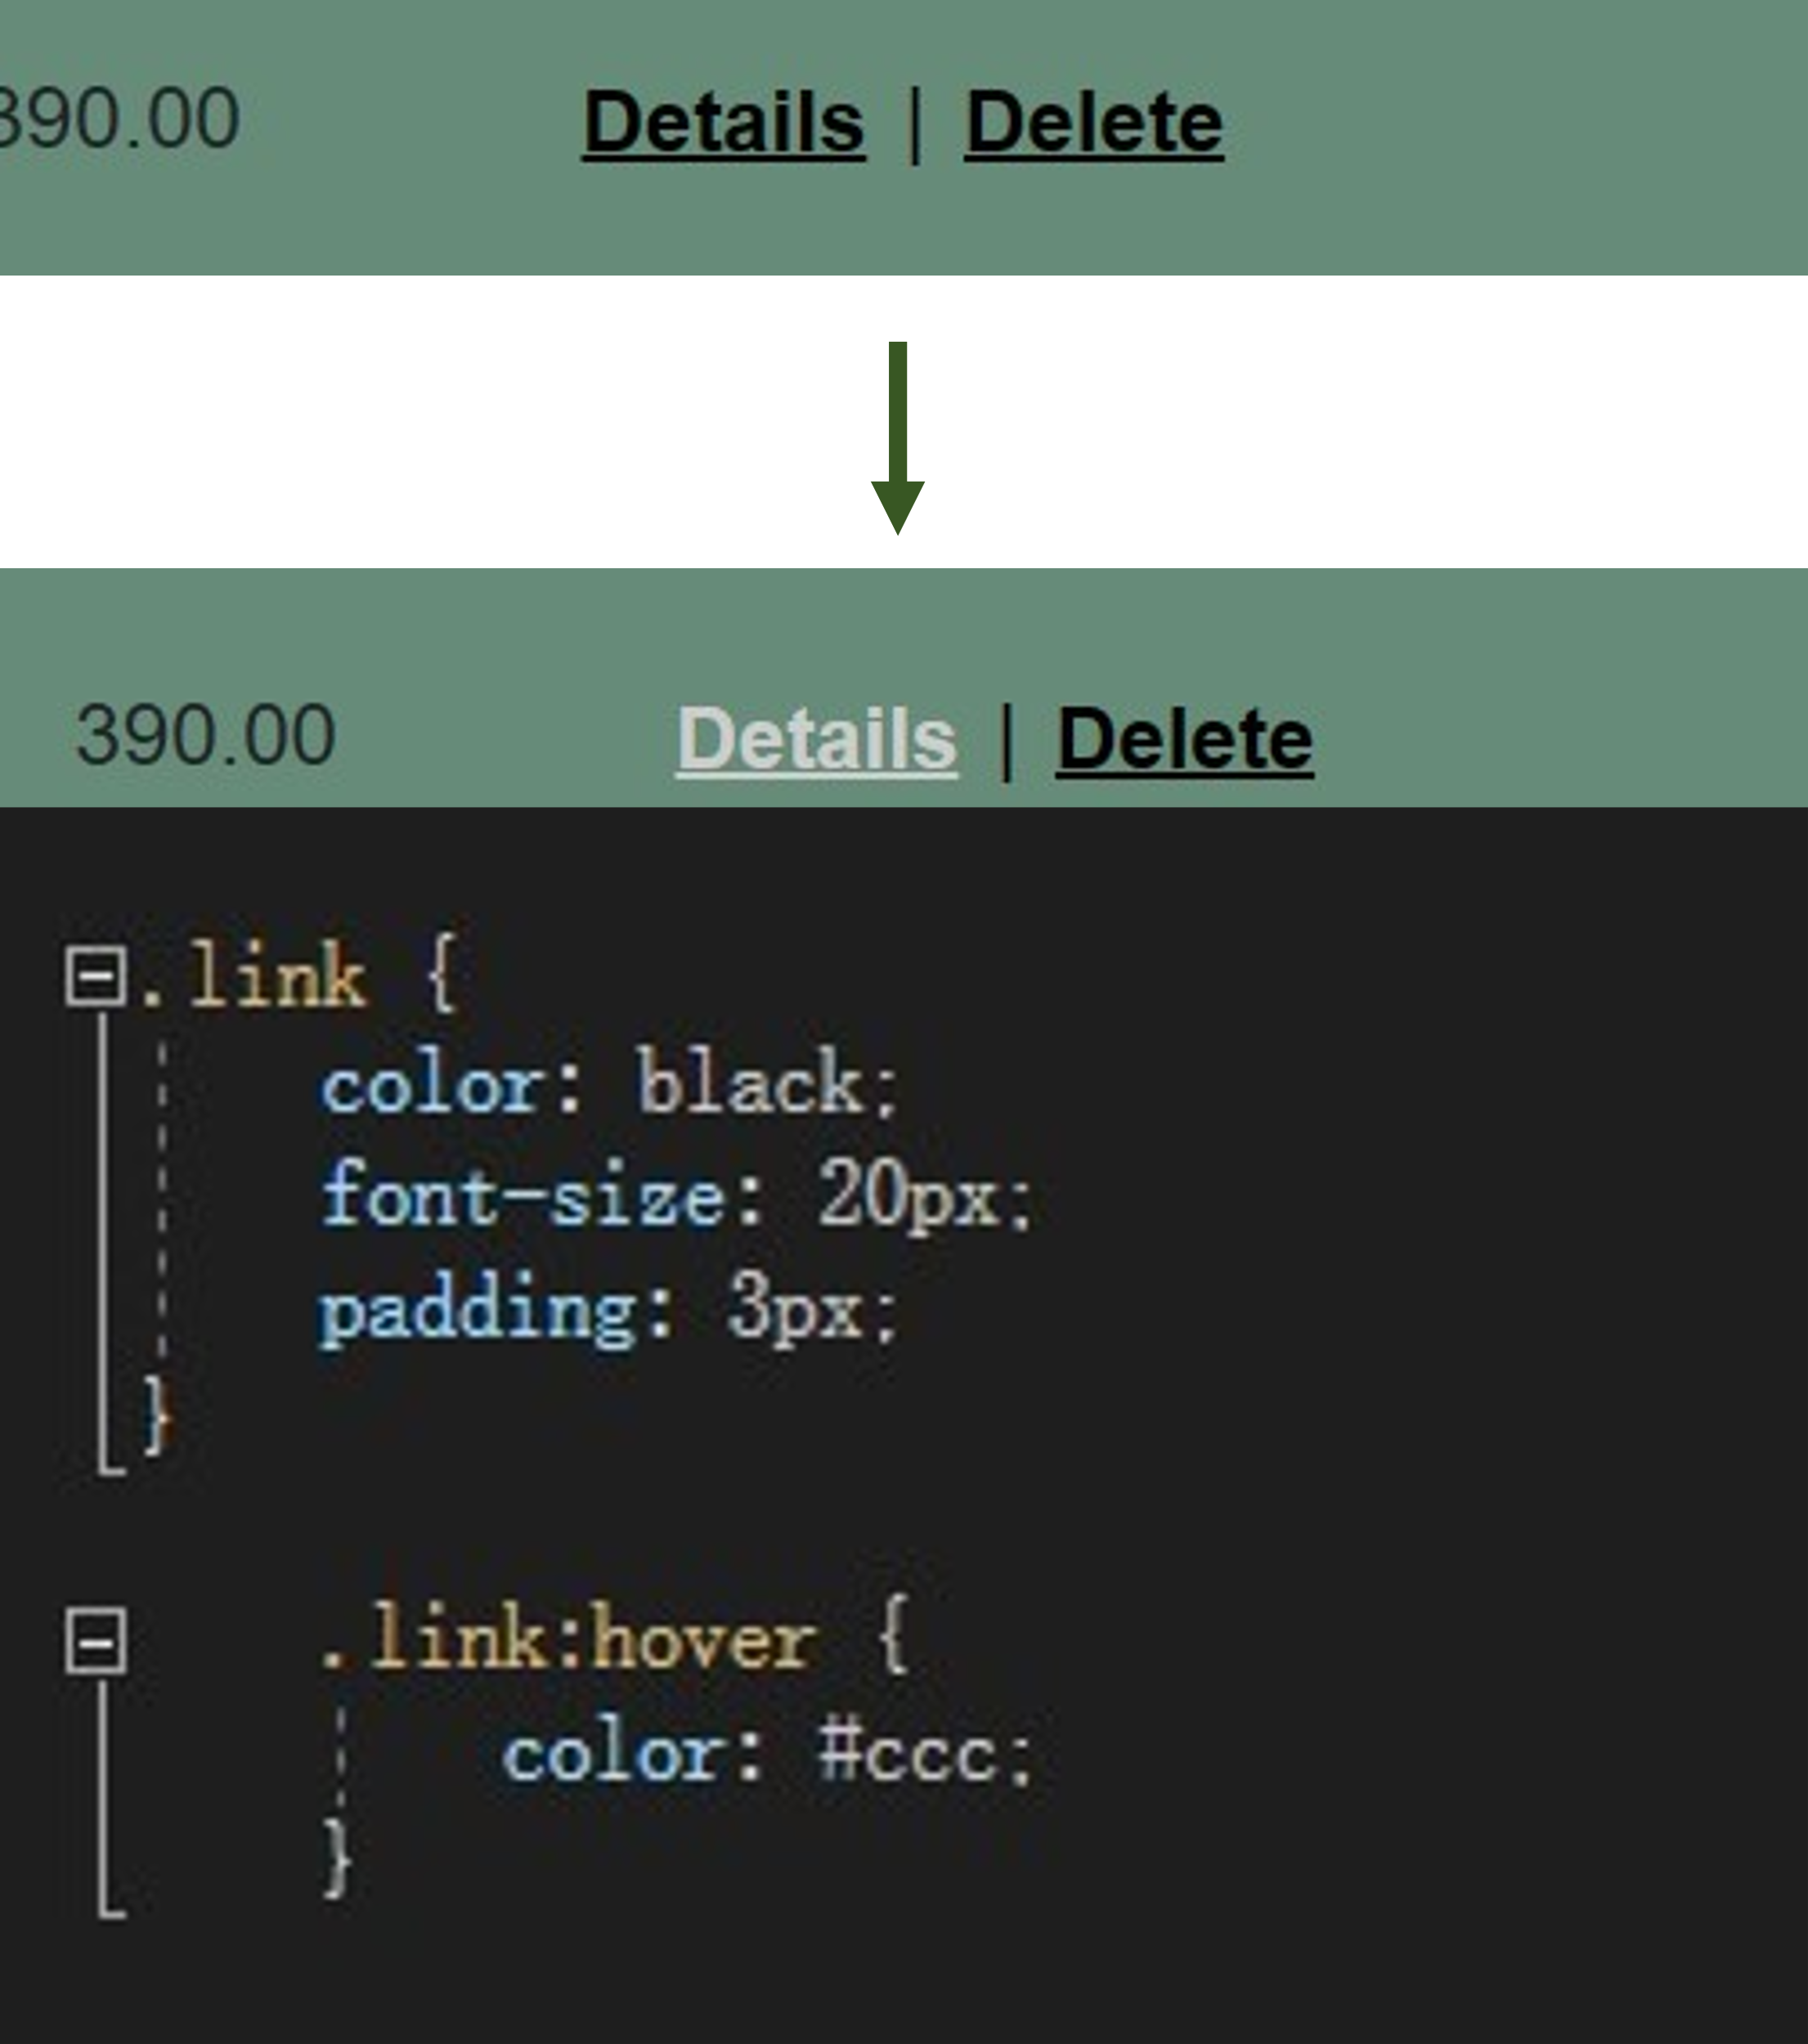 390.00 Details | Delete
390.00 Details | Delete
.link {
color: black;
font-size: 20px;
padding: 3px;
}
.link:hover {
color: #ccc;
}